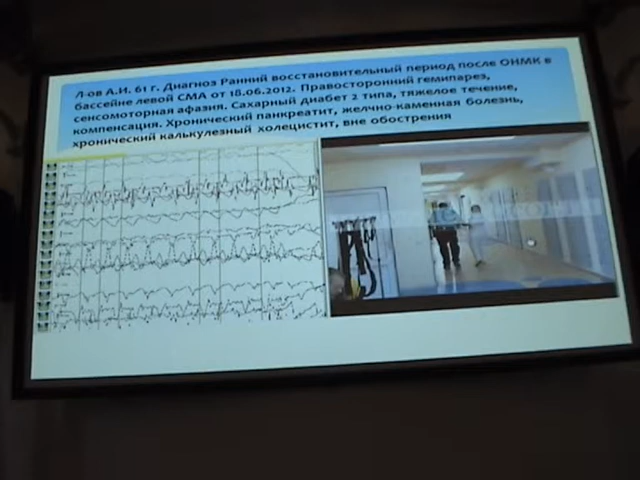 Л-ов А.И. 61 г. Диагноз Ранний восстановительный период после ОНМК в
бассейне левой СМА от 18.06.2012. Правосторонний гемипарез,
сенсомоторная афазия. Сахарный диабет 2 типа, тяжелое течение,
компенсация. Хронический панкреатит, желчно-каменная болезнь,
хронический калькулезный холецистит, вне обострения